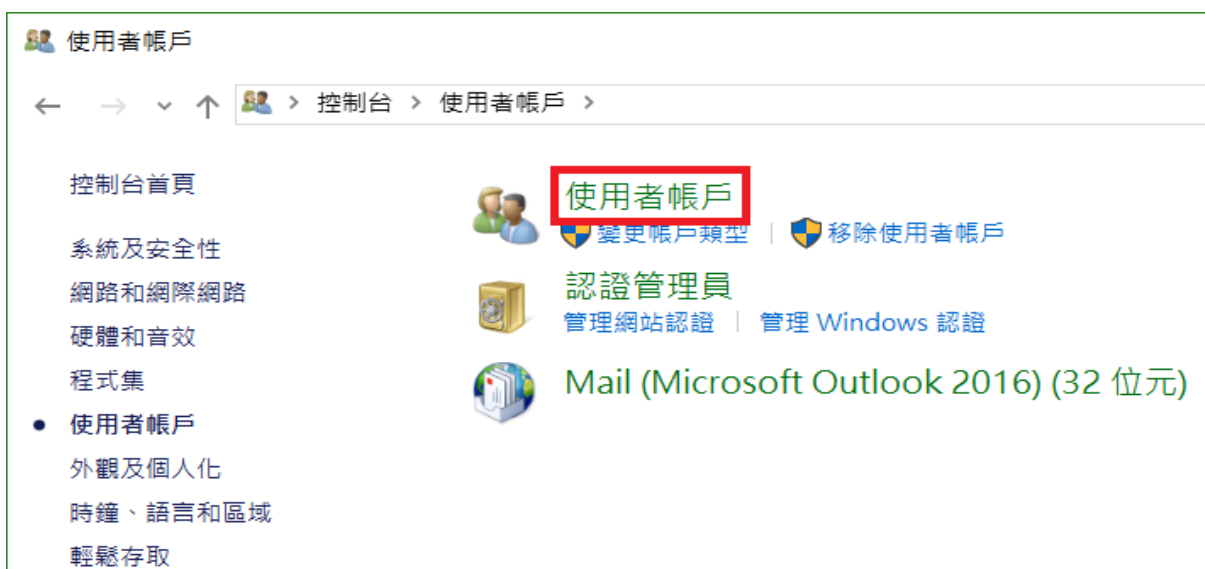 使用者帳戶
控制台 > 使用者帳戶 >
控制台首頁
系統及安全性
網路和網際網路
硬體和音效
程式集
使用者帳戶
外觀及個人化
時鐘、語言和區域
輕鬆存取
使用者帳戶
變更帳戶類型 | 移除使用者帳戶
認證管理員
管理網站認證 | 管理 Windows 認證
Mail (Microsoft Outlook 2016) (32 位元)